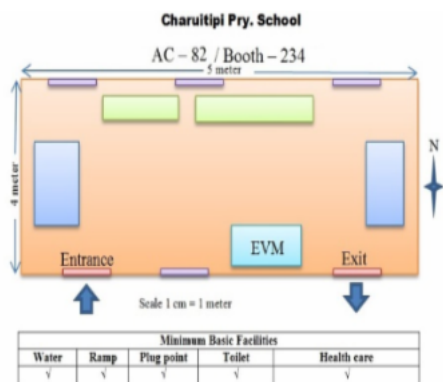 Charuitipi Pry. School
AC – 82 / Booth – 234
5 meter
4 meter
N
Entrance
EVM
Exit
Scale 1 cm = 1 meter
Minimum Basic Facilities
Water Ramp Plug point Toilet Health care
√ √ √ √ √